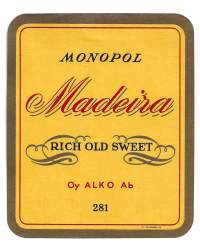 MONOPOL
Madeira
RICH OLD SWEET
Oy ALKO Ab
281